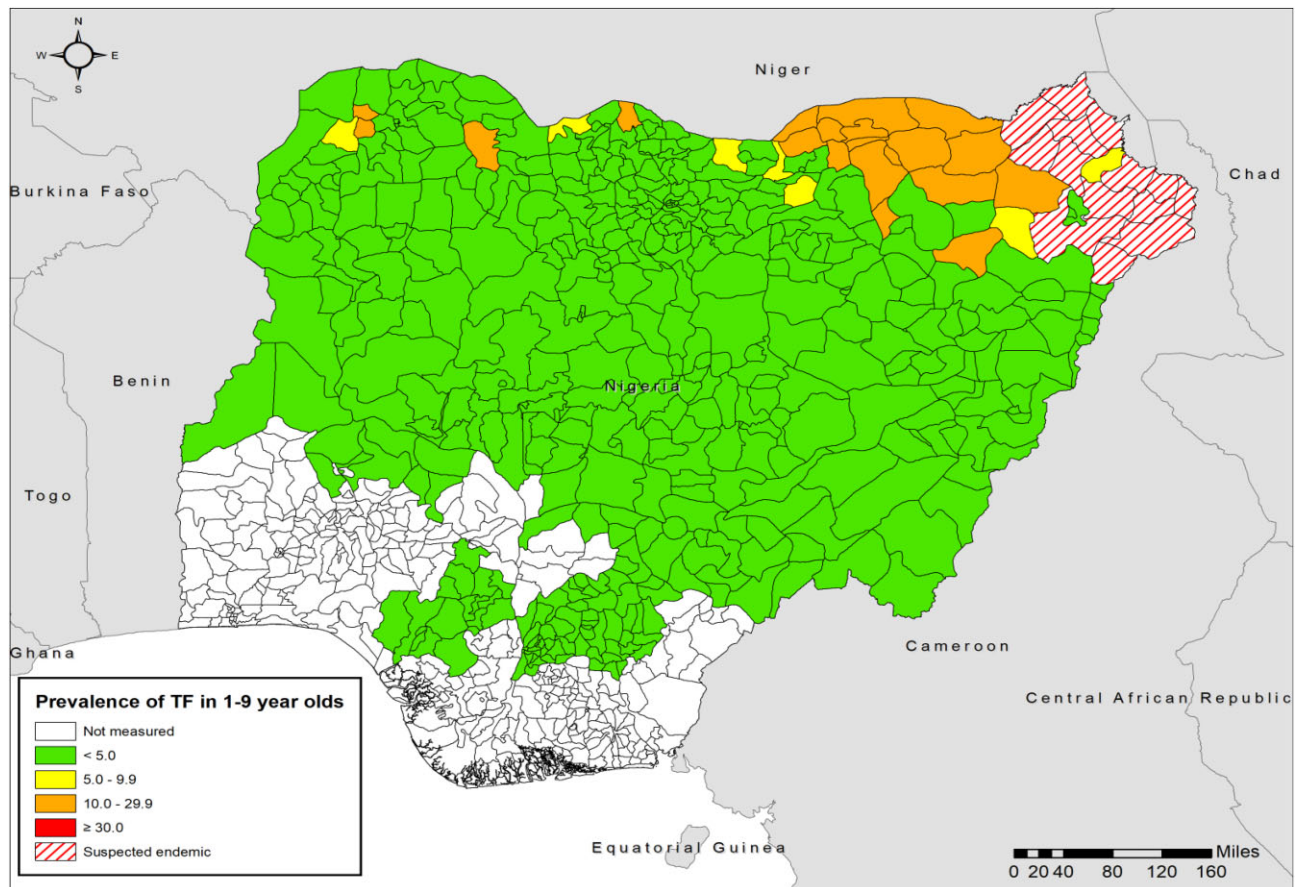 N
W E
S
Niger
Chad
Burkina Faso
Benin
Nigeria
Togo
Ghana
Cameroon
Central African Republic
Equatorial Guinea
Prevalence of TF in 1-9 year olds
Not measured
< 5.0
5.0 - 9.9
10.0 - 29.9
≥ 30.0
Suspected endemic
Miles
0 20 40 80 120 160